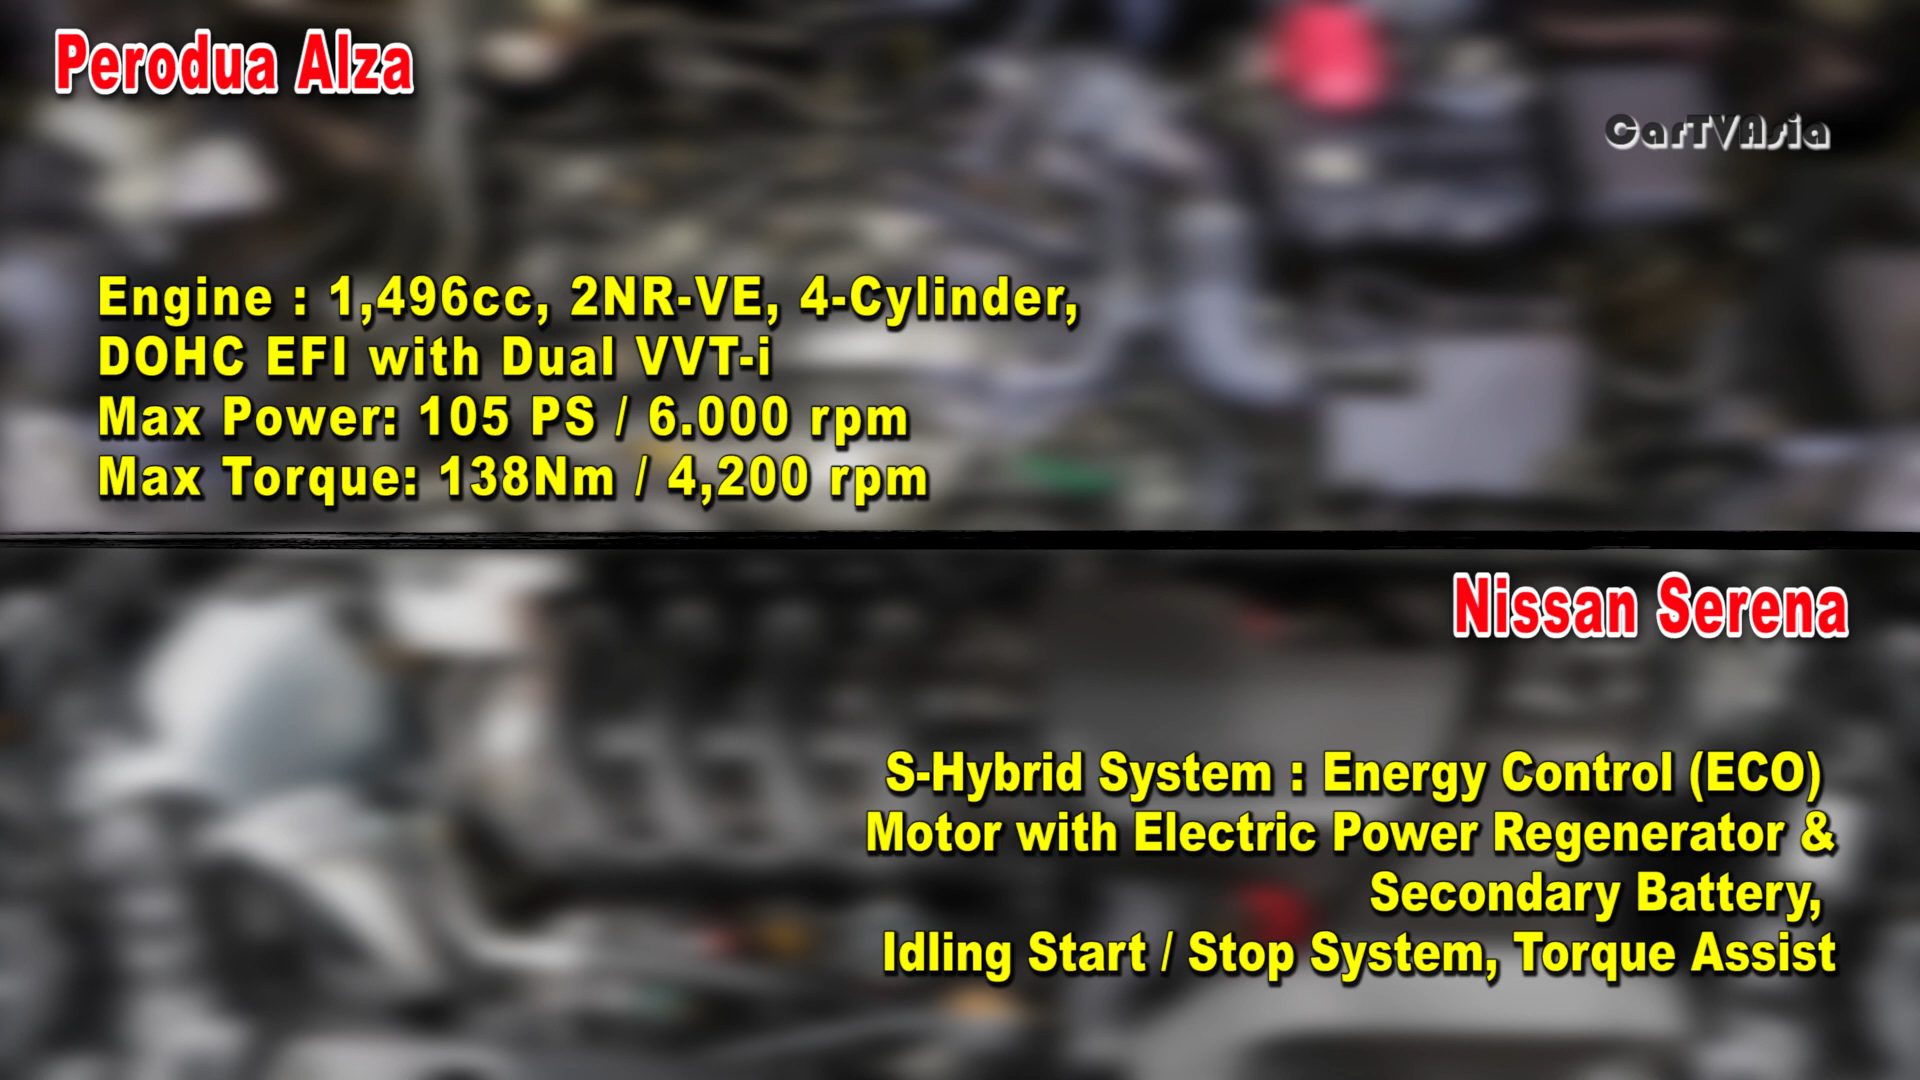 Perodua Alza
CarTVAsia
Engine : 1,496cc, 2NR-VE, 4-Cylinder,
DOHC EFI with Dual VVT-i
Max Power: 105 PS / 6.000 rpm
Max Torque: 138Nm / 4,200 rpm
Nissan Serena
S-Hybrid System : Energy Control (ECO)
Motor with Electric Power Regenerator &
Secondary Battery,
Idling Start / Stop System, Torque Assist